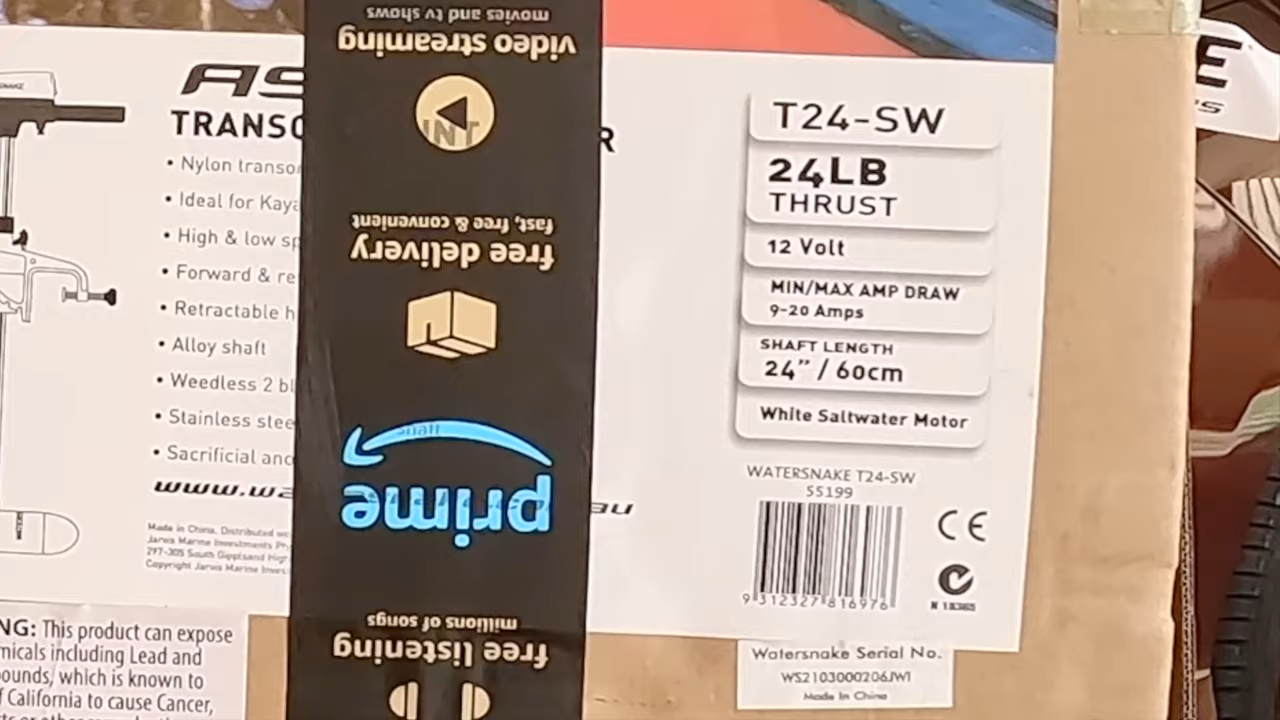 TRANSO
• Nylon transo
• Ideal for Kaya
• High & low sp
• Forward & re
• Retractable h
• Alloy shaft
• Weedless 2 bl
• Stainless stee
• Sacrificial ano
www.wa
Made in China. Distributed
Jarvis Marine Investments
297-305 South Gippsland High
Copyright Jarvis Marine Inves
NG: This product can expose
micals including Lead and
ounds, which is known to
f California to cause Cancer,
movies and tv shows
video streaming
fast, free & convenient
free delivery
prime
millions of songs
free listening
R
au
T24-SW
24LB
THRUST
12 Volt
MIN/MAX AMP DRAW
9-20 Amps
SHAFT LENGTH
24” / 60cm
White Saltwater Motor
WATERSNAKE T24-SW
55199
9 312327 816976
CE
N 18365
Watersnake Serial No.
WS2103000206JW1
Made In China
E